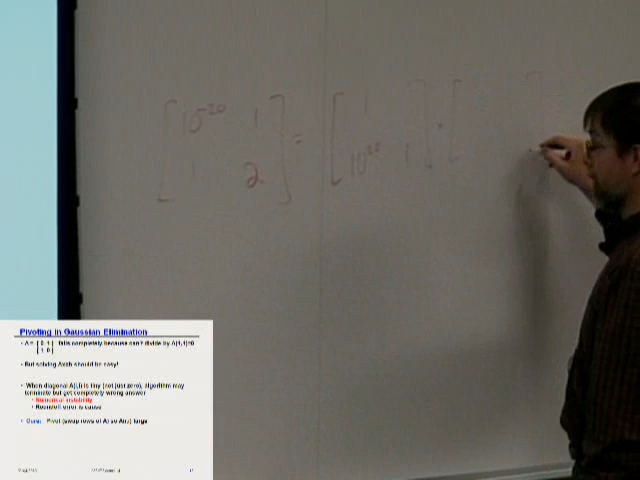 10⁻²⁰ 1 = 1 ·
1 2 10²⁰ 1
Pivoting in Gaussian Elimination
• A = [ 0 1 fails completely because can't divide by A(1,1)=0
1 0 ]
• But solving Ax=b should be easy!
• When diagonal A(i,i) is tiny (not just zero), algorithm may
terminate but get completely wrong answer
• Numerical instability
• Roundoff error is cause
• Cure: Pivot (swap rows of A) so A(i,i) large